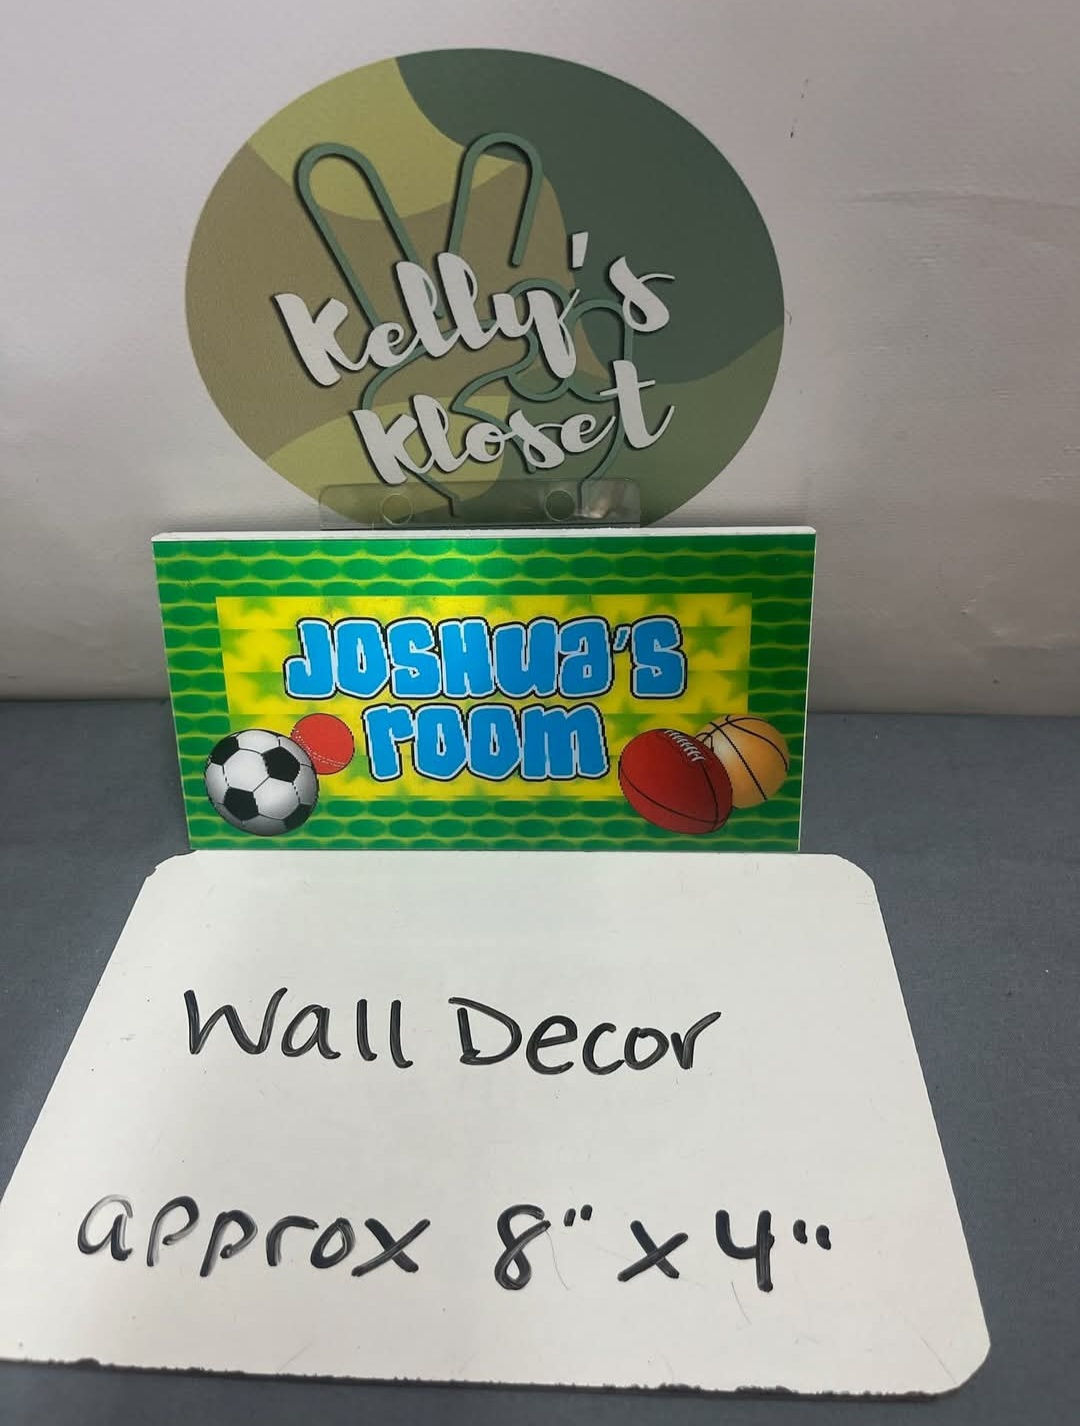 Kelly's
Kloset
JOSHUA'S
room
Wall Decor
approx 8" x 4"